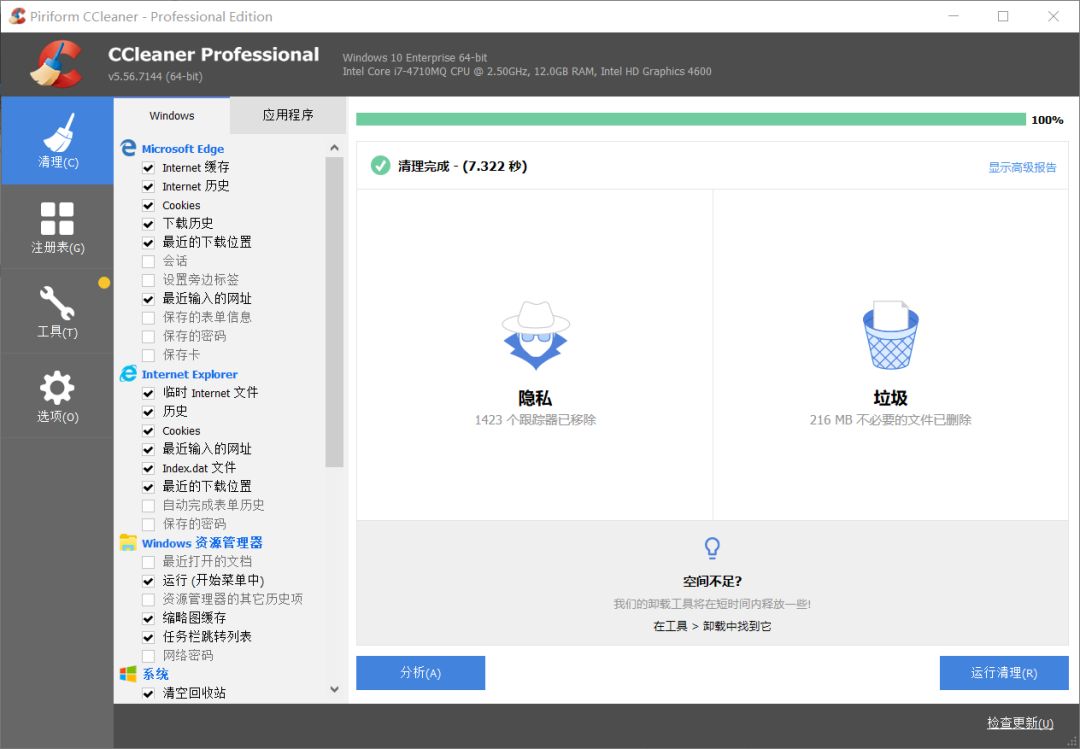 Piriform CCleaner - Professional Edition
CCleaner Professional
v5.56.7144 (64-bit)
Windows 10 Enterprise 64-bit
Intel Core i7-4710MQ CPU @ 2.50GHz, 12.0GB RAM, Intel HD Graphics 4600
清理(C)
注册表(G)
工具(T)
选项(O)
Windows
应用程序
Microsoft Edge
Internet 缓存
Internet 历史
Cookies
下载历史
最近的下载位置
会话
设置旁边标签
最近输入的网址
保存的表单信息
保存的密码
保存卡
Internet Explorer
临时 Internet 文件
历史
Cookies
最近输入的网址
Index.dat 文件
最近的下载位置
自动完成表单历史
保存的密码
Windows 资源管理器
最近打开的文档
运行 (开始菜单中)
资源管理器的其它历史项
缩略图缓存
任务栏跳转列表
网络密码
系统
清空回收站
100%
清理完成 - (7.322 秒)
显示高级报告
隐私
1423 个跟踪器已移除
垃圾
216 MB 不必要的文件已删除
空间不足?
我们的卸载工具将在短时间内释放一些!
在工具 > 卸载中找到它
分析(A)
运行清理(R)
检查更新(U)